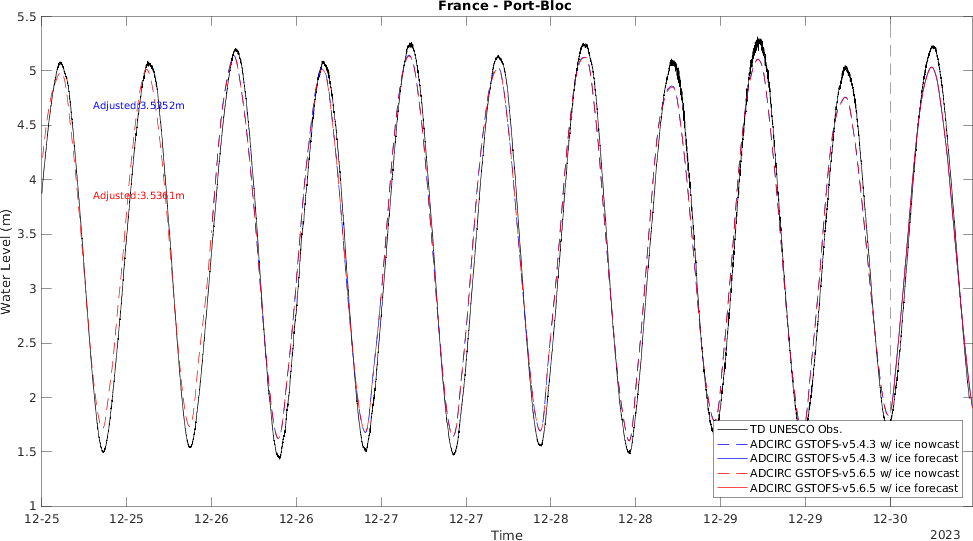 France - Port-Bloc
5.5
5
4.5
4
3.5
3
2.5
2
1.5
1
Water Level (m)
Adjusted:3.5352m
Adjusted:3.5361m
TD UNESCO Obs.
ADCIRC GSTOFS-v5.4.3 w/ ice nowcast
ADCIRC GSTOFS-v5.4.3 w/ ice forecast
ADCIRC GSTOFS-v5.6.5 w/ ice nowcast
ADCIRC GSTOFS-v5.6.5 w/ ice forecast
12-25 12-25 12-26 12-26 12-27 12-27 12-28 12-28 12-29 12-29 12-30
Time
2023